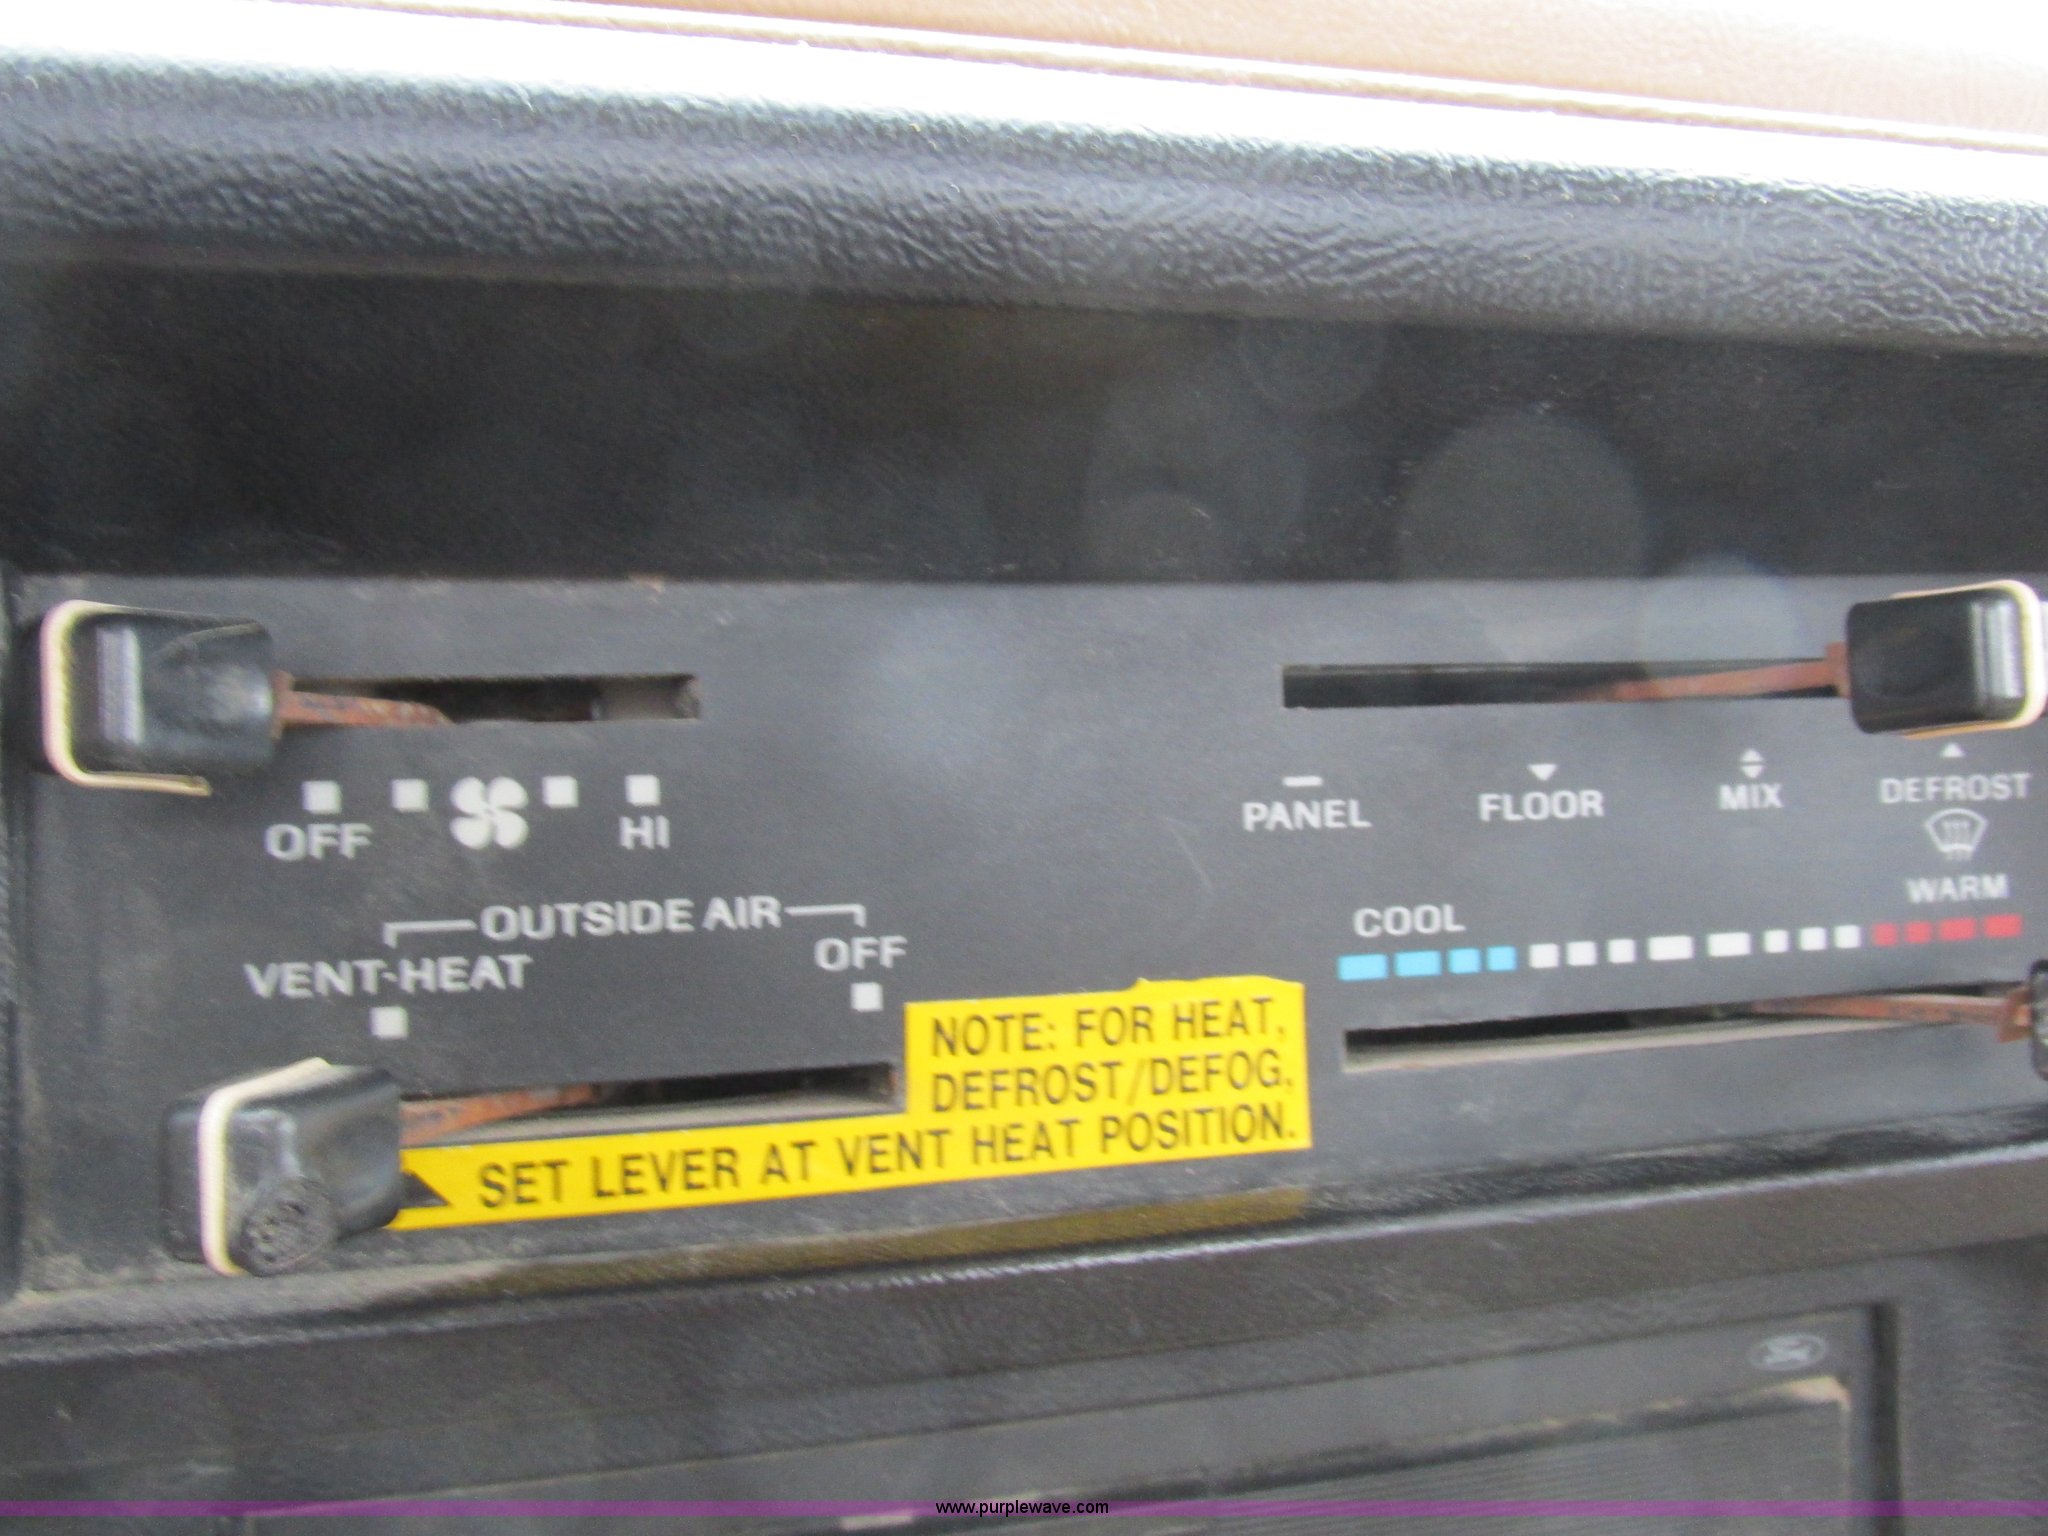 OFF
HI
PANEL
FLOOR
MIX
DEFROST
OUTSIDE AIR
VENT-HEAT
OFF
COOL
WARM
NOTE: FOR HEAT,
DEFROST/DEFOG,
SET LEVER AT VENT HEAT POSITION.
www.purplewave.com